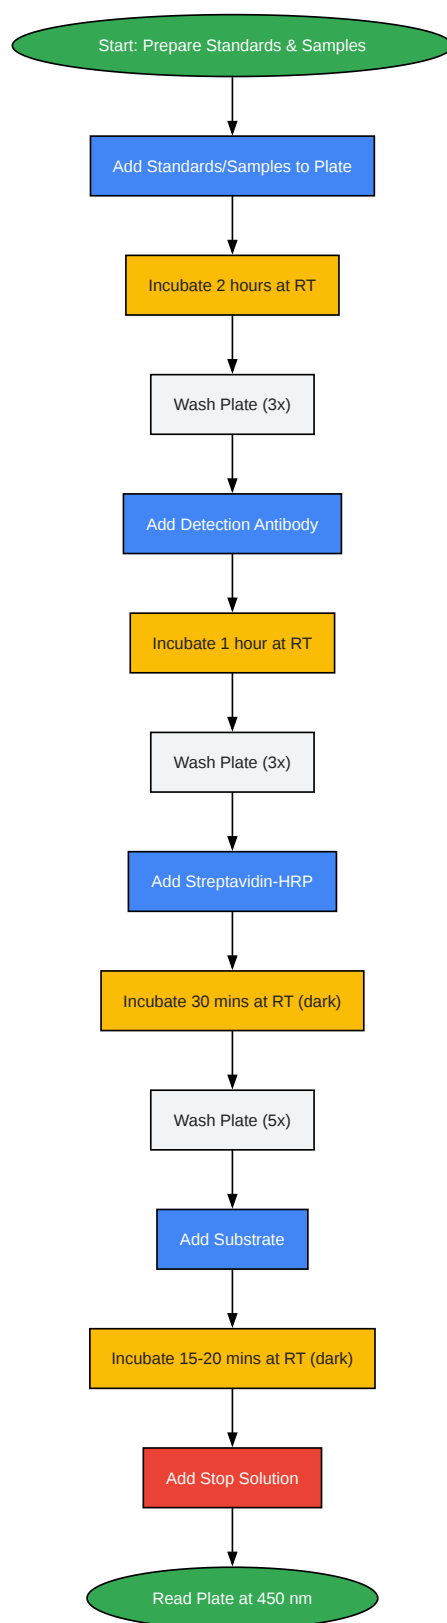 Start: Prepare Standards & Samples
Add Standards/Samples to Plate
Incubate 2 hours at RT
Wash Plate (3x)
Add Detection Antibody
Incubate 1 hour at RT
Wash Plate (3x)
Add Streptavidin-HRP
Incubate 30 mins at RT (dark)
Wash Plate (5x)
Add Substrate
Incubate 15-20 mins at RT (dark)
Add Stop Solution
Read Plate at 450 nm